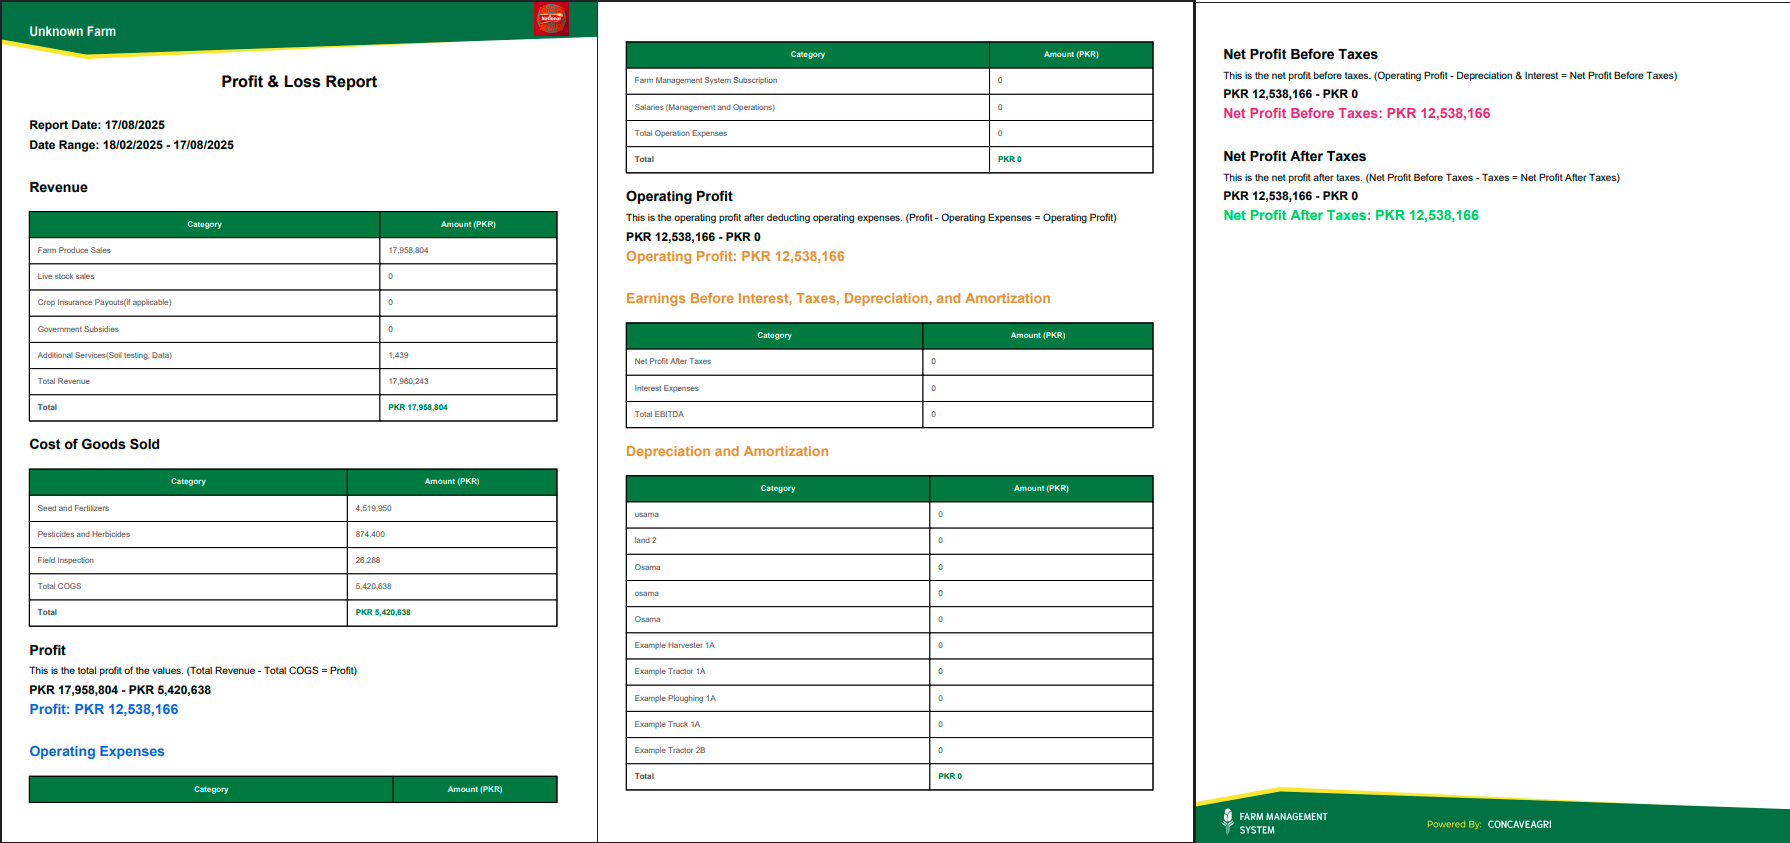 Unknown Farm
National
Profit & Loss Report
Report Date: 17/08/2025
Date Range: 18/02/2025 - 17/08/2025
Revenue
Category Amount (PKR)
Farm Produce Sales 17,958,804
Live stock sales 0
Crop Insurance Payouts(if applicable) 0
Government Subsidies 0
Additional Services(Soil testing, Data) 1,439
Total Revenue 17,960,243
Total PKR 17,958,804
Cost of Goods Sold
Category Amount (PKR)
Seed and Fertilizers 4,519,950
Pesticides and Herbicides 874,400
Field Inspection 26,288
Total COGS 5,420,638
Total PKR 5,420,638
Profit
This is the total profit of the values. (Total Revenue - Total COGS = Profit)
PKR 17,958,804 - PKR 5,420,638
Profit: PKR 12,538,166
Operating Expenses
Category Amount (PKR)
Category Amount (PKR)
Farm Management System Subscription 0
Salaries (Management and Operations) 0
Total Operation Expenses 0
Total PKR 0
Operating Profit
This is the operating profit after deducting operating expenses. (Profit - Operating Expenses = Operating Profit)
PKR 12,538,166 - PKR 0
Operating Profit: PKR 12,538,166
Earnings Before Interest, Taxes, Depreciation, and Amortization
Category Amount (PKR)
Net Profit After Taxes 0
Interest Expenses 0
Total EBITDA 0
Depreciation and Amortization
Category Amount (PKR)
usama 0
land 2 0
Osama 0
osama 0
Osama 0
Example Harvester 1A 0
Example Tractor 1A 0
Example Ploughing 1A 0
Example Truck 1A 0
Example Tractor 2B 0
Total PKR 0
Net Profit Before Taxes
This is the net profit before taxes. (Operating Profit - Depreciation & Interest = Net Profit Before Taxes)
PKR 12,538,166 - PKR 0
Net Profit Before Taxes: PKR 12,538,166
Net Profit After Taxes
This is the net profit after taxes. (Net Profit Before Taxes - Taxes = Net Profit After Taxes)
PKR 12,538,166 - PKR 0
Net Profit After Taxes: PKR 12,538,166
FARM MANAGEMENT
SYSTEM
Powered By: CONCAVEAGRI